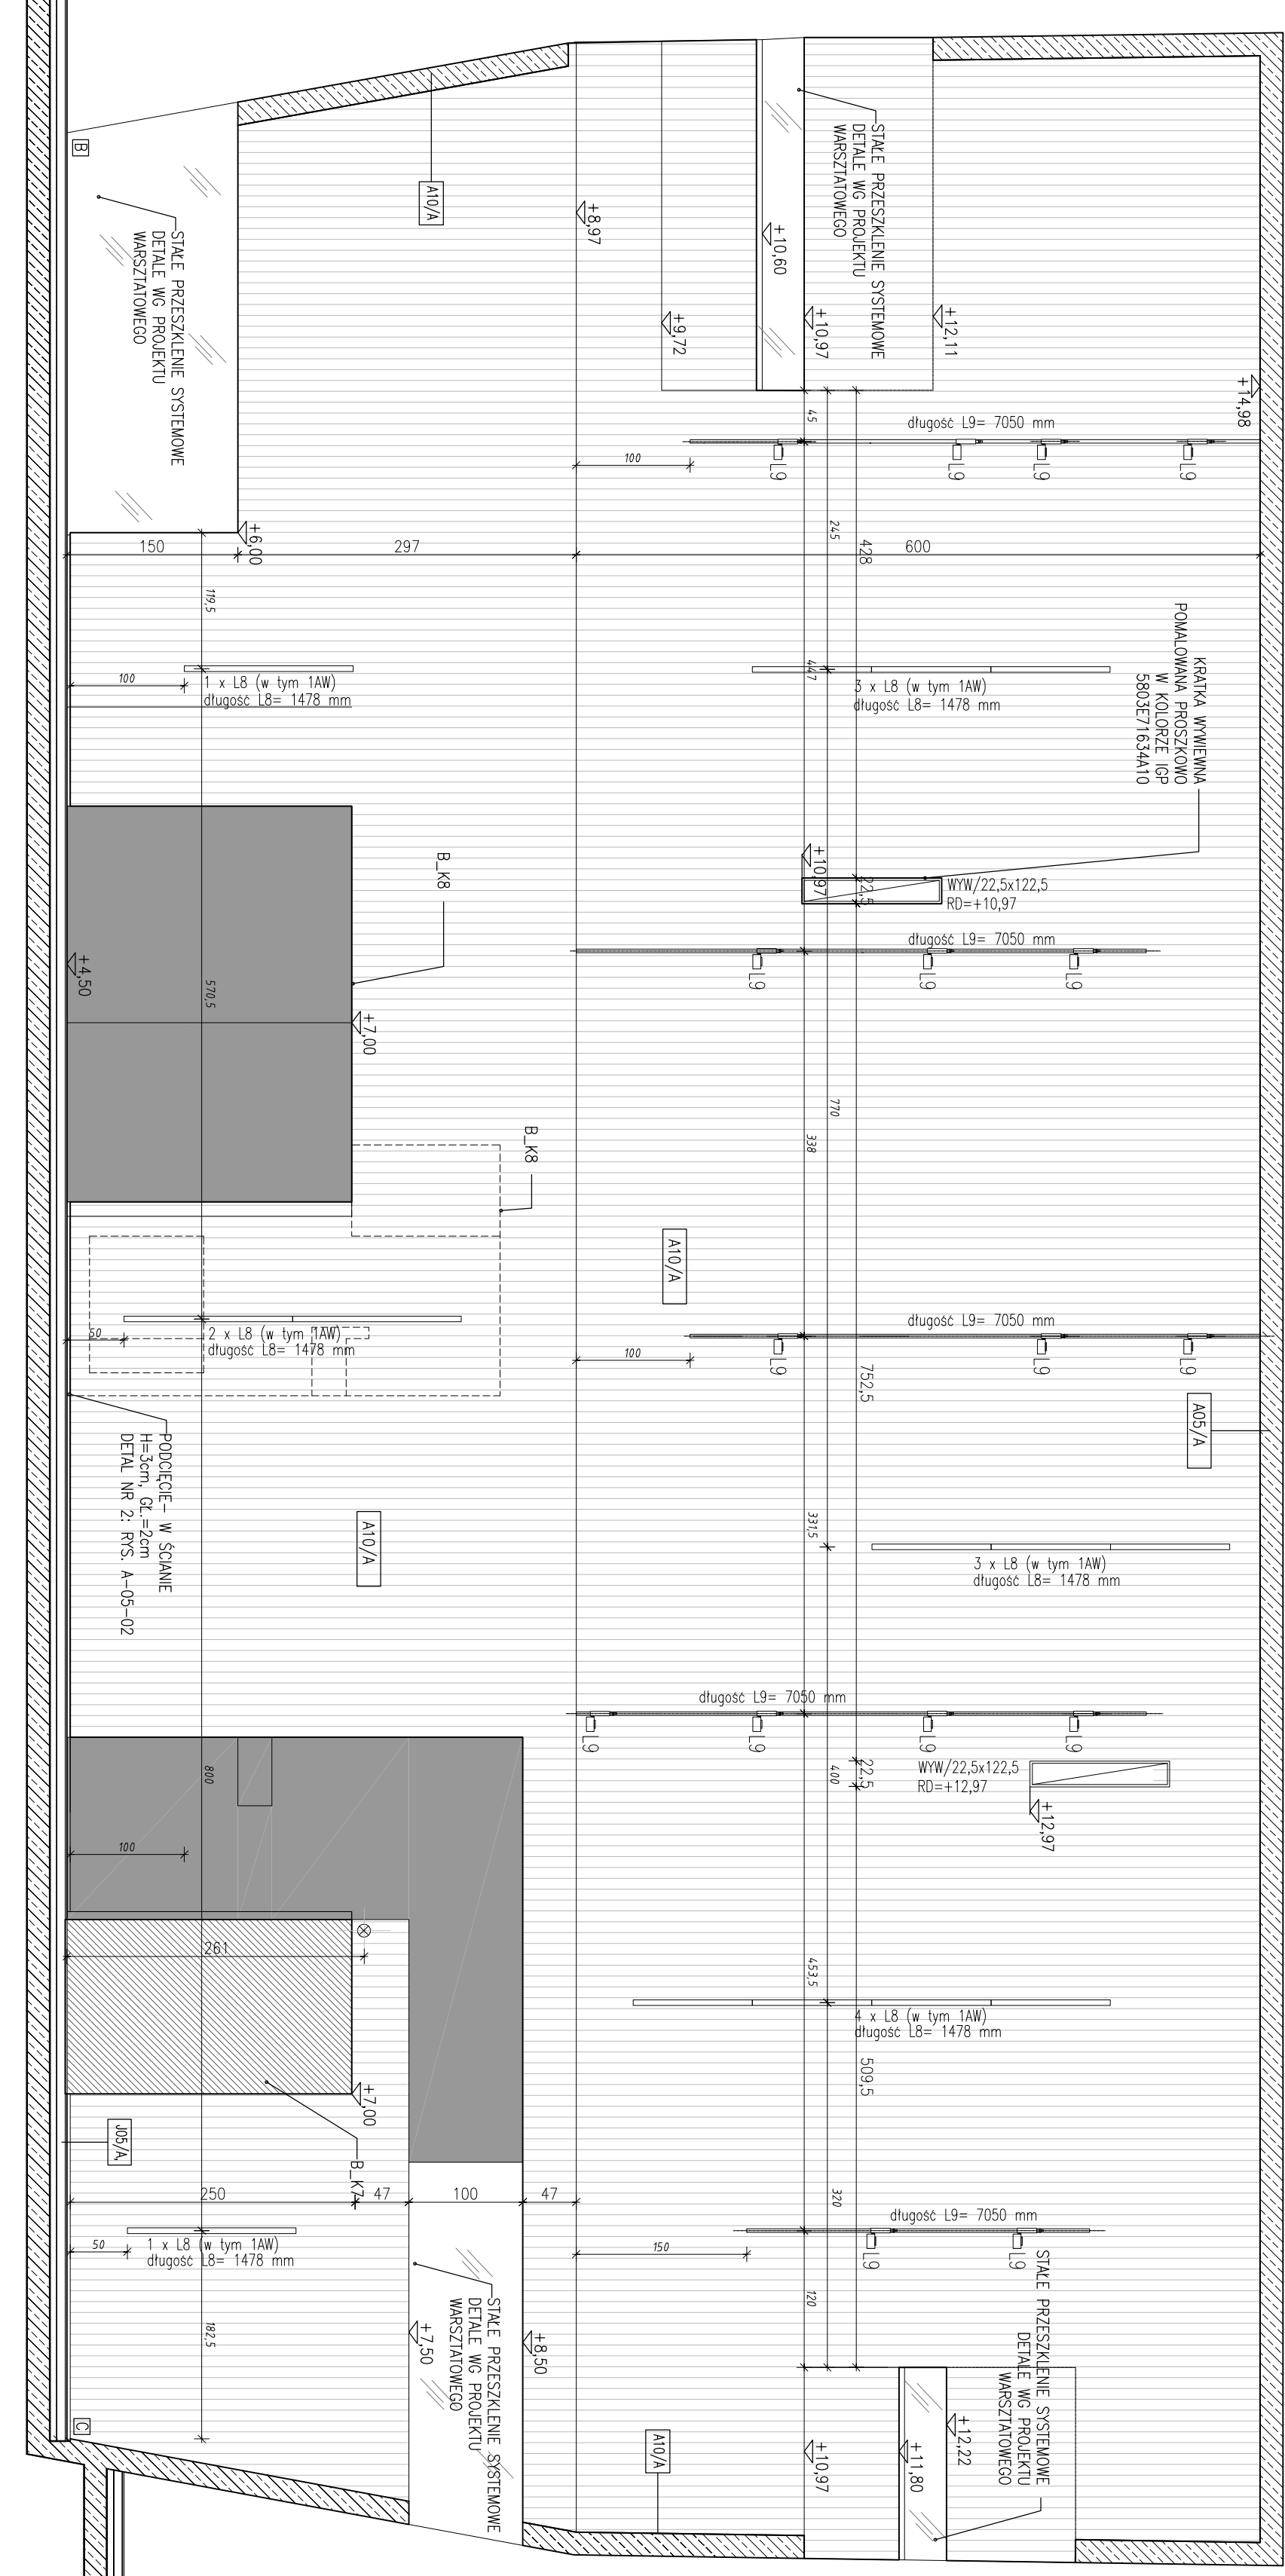 B
STAŁE PRZESZKLENIE SYSTEMOWE
DETALE WG PROJEKTU
WARSZTATOWEGO
A10/A
+8,97
+9,72
+10,60
+10,97
+12,11
+14,98
STAŁE PRZESZKLENIE SYSTEMOWE
DETALE WG PROJEKTU
WARSZTATOWEGO
długość L9= 7050 mm
L9
L9
L9
L9
45
100
245
428
600
297
150
+6,00
119,5
100
1 x L8 (w tym 1AW)
długość L8= 1478 mm
447
3 x L8 (w tym 1AW)
długość L8= 1478 mm
KRATKA WYWIEWNA
POMALOWANA PROSZKOWO
W KOLORZE IGP
5803E71634A10
+10,97
22,5
WYW/22,5x122,5
RD=+10,97
długość L9= 7050 mm
L9
L9
L9
B_K8
+4,50
570,5
+7,00
770
338
B_K8
A10/A
50
2 x L8 (w tym 1AW)
długość L8= 1478 mm
długość L9= 7050 mm
L9
L9
L9
100
752,5
A05/A
PODCIĘCIE- W ŚCIANIE
H=3cm, GŁ.=2cm
DETAL NR 2: RYS. A-05-02
A10/A
331,5
3 x L8 (w tym 1AW)
długość L8= 1478 mm
długość L9= 7050 mm
L9
L9
L9
L9
800
400
22,5
WYW/22,5x122,5
RD=+12,97
+12,97
100
261
453,5
4 x L8 (w tym 1AW)
długość L8= 1478 mm
509,5
+7,00
J05/A
B_K7
250
47
100
47
320
długość L9= 7050 mm
L9
L9
50
1 x L8 (w tym 1AW)
długość L8= 1478 mm
150
120
182,5
+7,50
+8,50
STAŁE PRZESZKLENIE SYSTEMOWE
DETALE WG PROJEKTU
WARSZTATOWEGO
STAŁE PRZESZKLENIE SYSTEMOWE
DETALE WG PROJEKTU
WARSZTATOWEGO
C
A10/A
+10,97
+11,80
+12,22